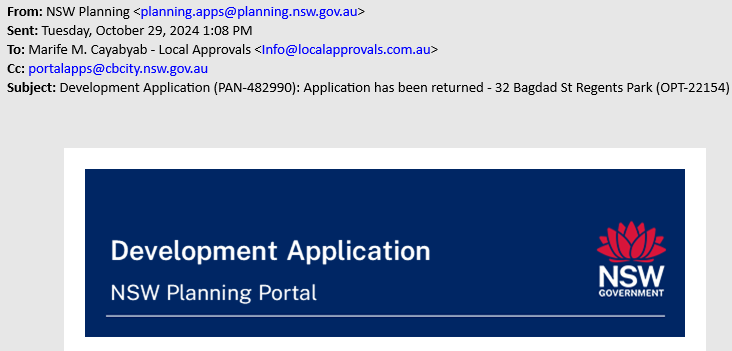 From: NSW Planning <planning.apps@planning.nsw.gov.au>
Sent: Tuesday, October 29, 2024 1:08 PM
To: Marife M. Cayabyab - Local Approvals <Info@localapprovals.com.au>
Cc: portalapps@cbcity.nsw.gov.au
Subject: Development Application (PAN-482990): Application has been returned - 32 Bagdad St Regents Park (OPT-22154)
Development Application
NSW Planning Portal
NSW
GOVERNMENT